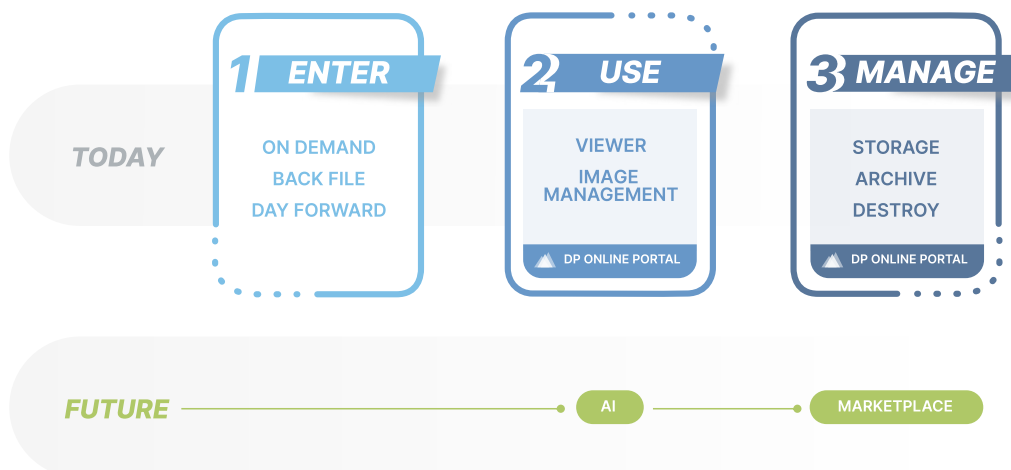 1 ENTER
2 USE
3 MANAGE
TODAY
ON DEMAND
BACK FILE
DAY FORWARD
VIEWER
IMAGE
MANAGEMENT
DP ONLINE PORTAL
STORAGE
ARCHIVE
DESTROY
DP ONLINE PORTAL
FUTURE
AI
MARKETPLACE